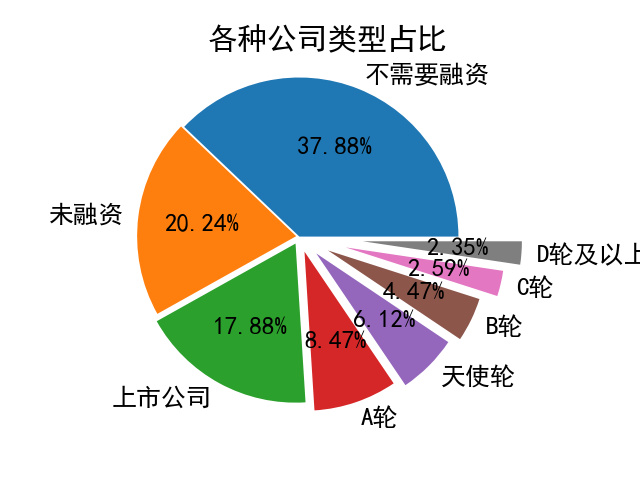 各种公司类型占比
不需要融资
37.88%
未融资
20.24%
上市公司
17.88%
A轮
8.47%
天使轮
6.12%
B轮
4.47%
C轮
2.59%
D轮及以上
2.35%